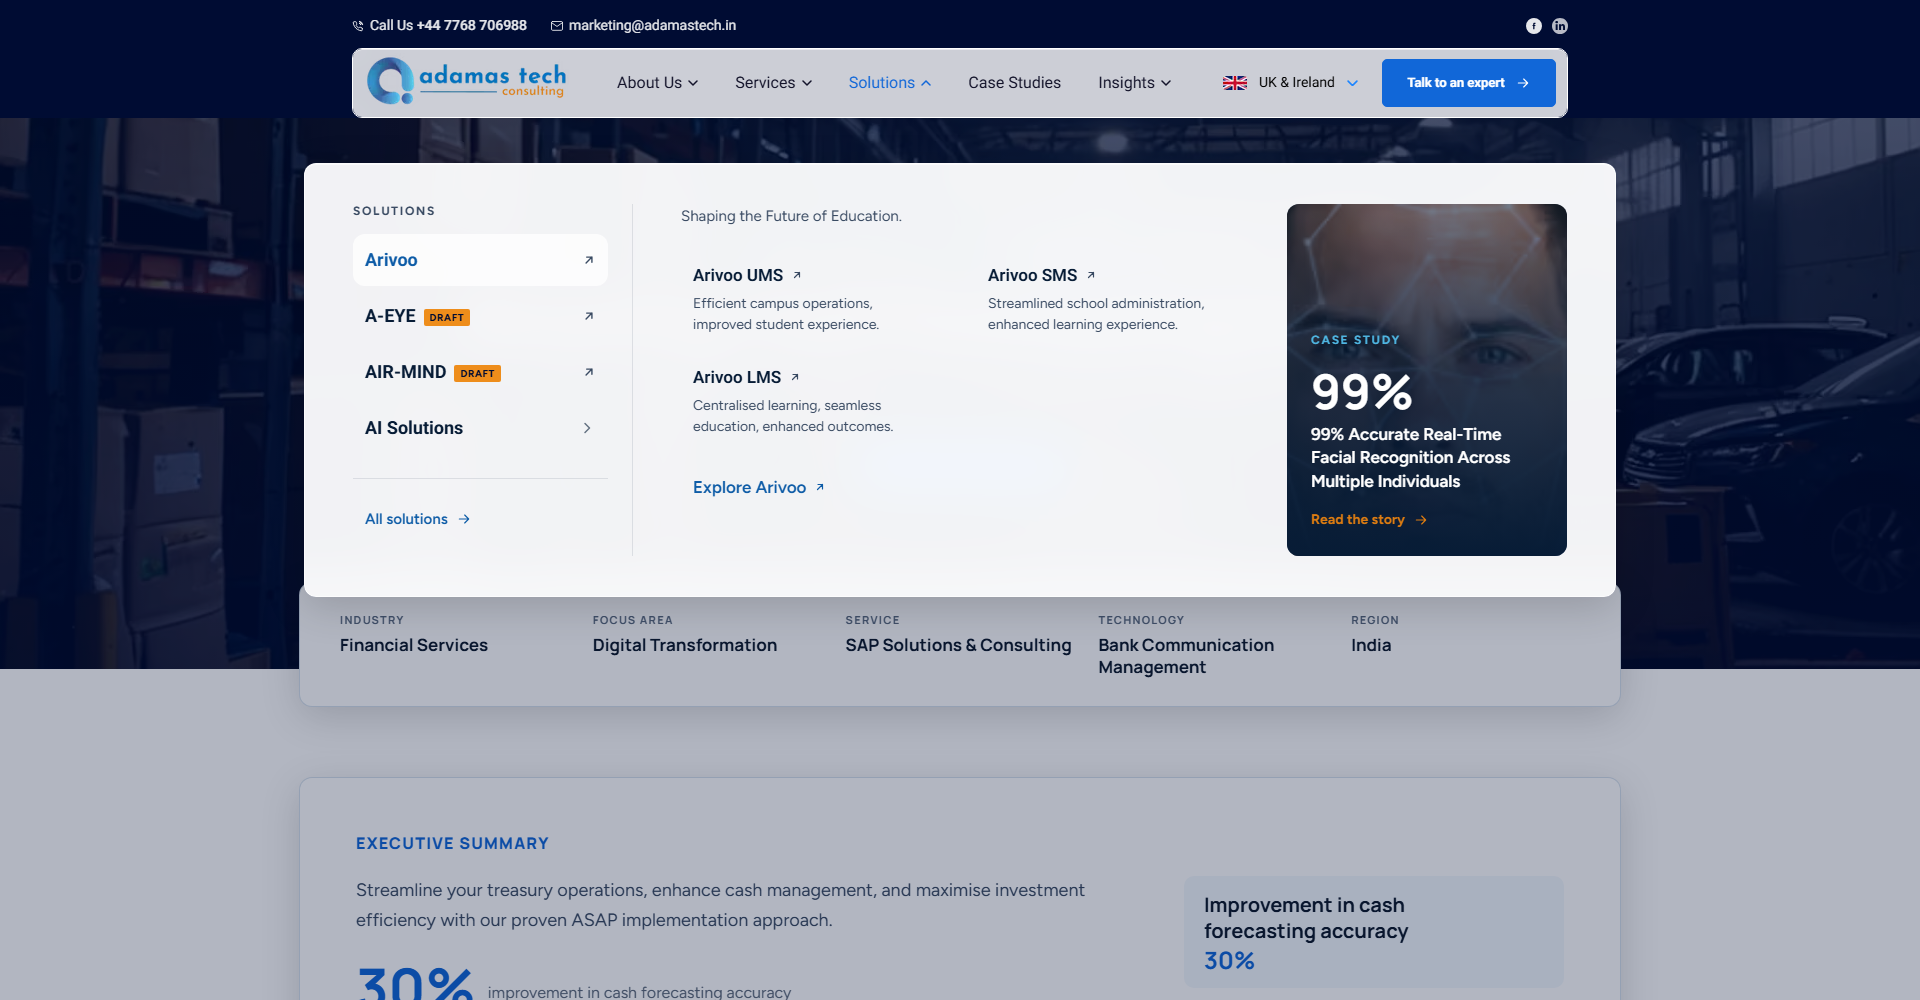 Call Us +44 7768 706988
marketing@adamastech.in
adamas tech
consulting
About Us
Services
Solutions
Case Studies
Insights
UK & Ireland
Talk to an expert
SOLUTIONS
Arivoo
A-EYE DRAFT
AIR-MIND DRAFT
AI Solutions
All solutions
Shaping the Future of Education.
Arivoo UMS
Efficient campus operations,
improved student experience.
Arivoo SMS
Streamlined school administration,
enhanced learning experience.
Arivoo LMS
Centralised learning, seamless
education, enhanced outcomes.
Explore Arivoo
CASE STUDY
99%
99% Accurate Real-Time
Facial Recognition Across
Multiple Individuals
Read the story
INDUSTRY
Financial Services
FOCUS AREA
Digital Transformation
SERVICE
SAP Solutions & Consulting
TECHNOLOGY
Bank Communication
Management
REGION
India
EXECUTIVE SUMMARY
Streamline your treasury operations, enhance cash management, and maximise investment
efficiency with our proven ASAP implementation approach.
30% improvement in cash forecasting accuracy
Improvement in cash
forecasting accuracy
30%